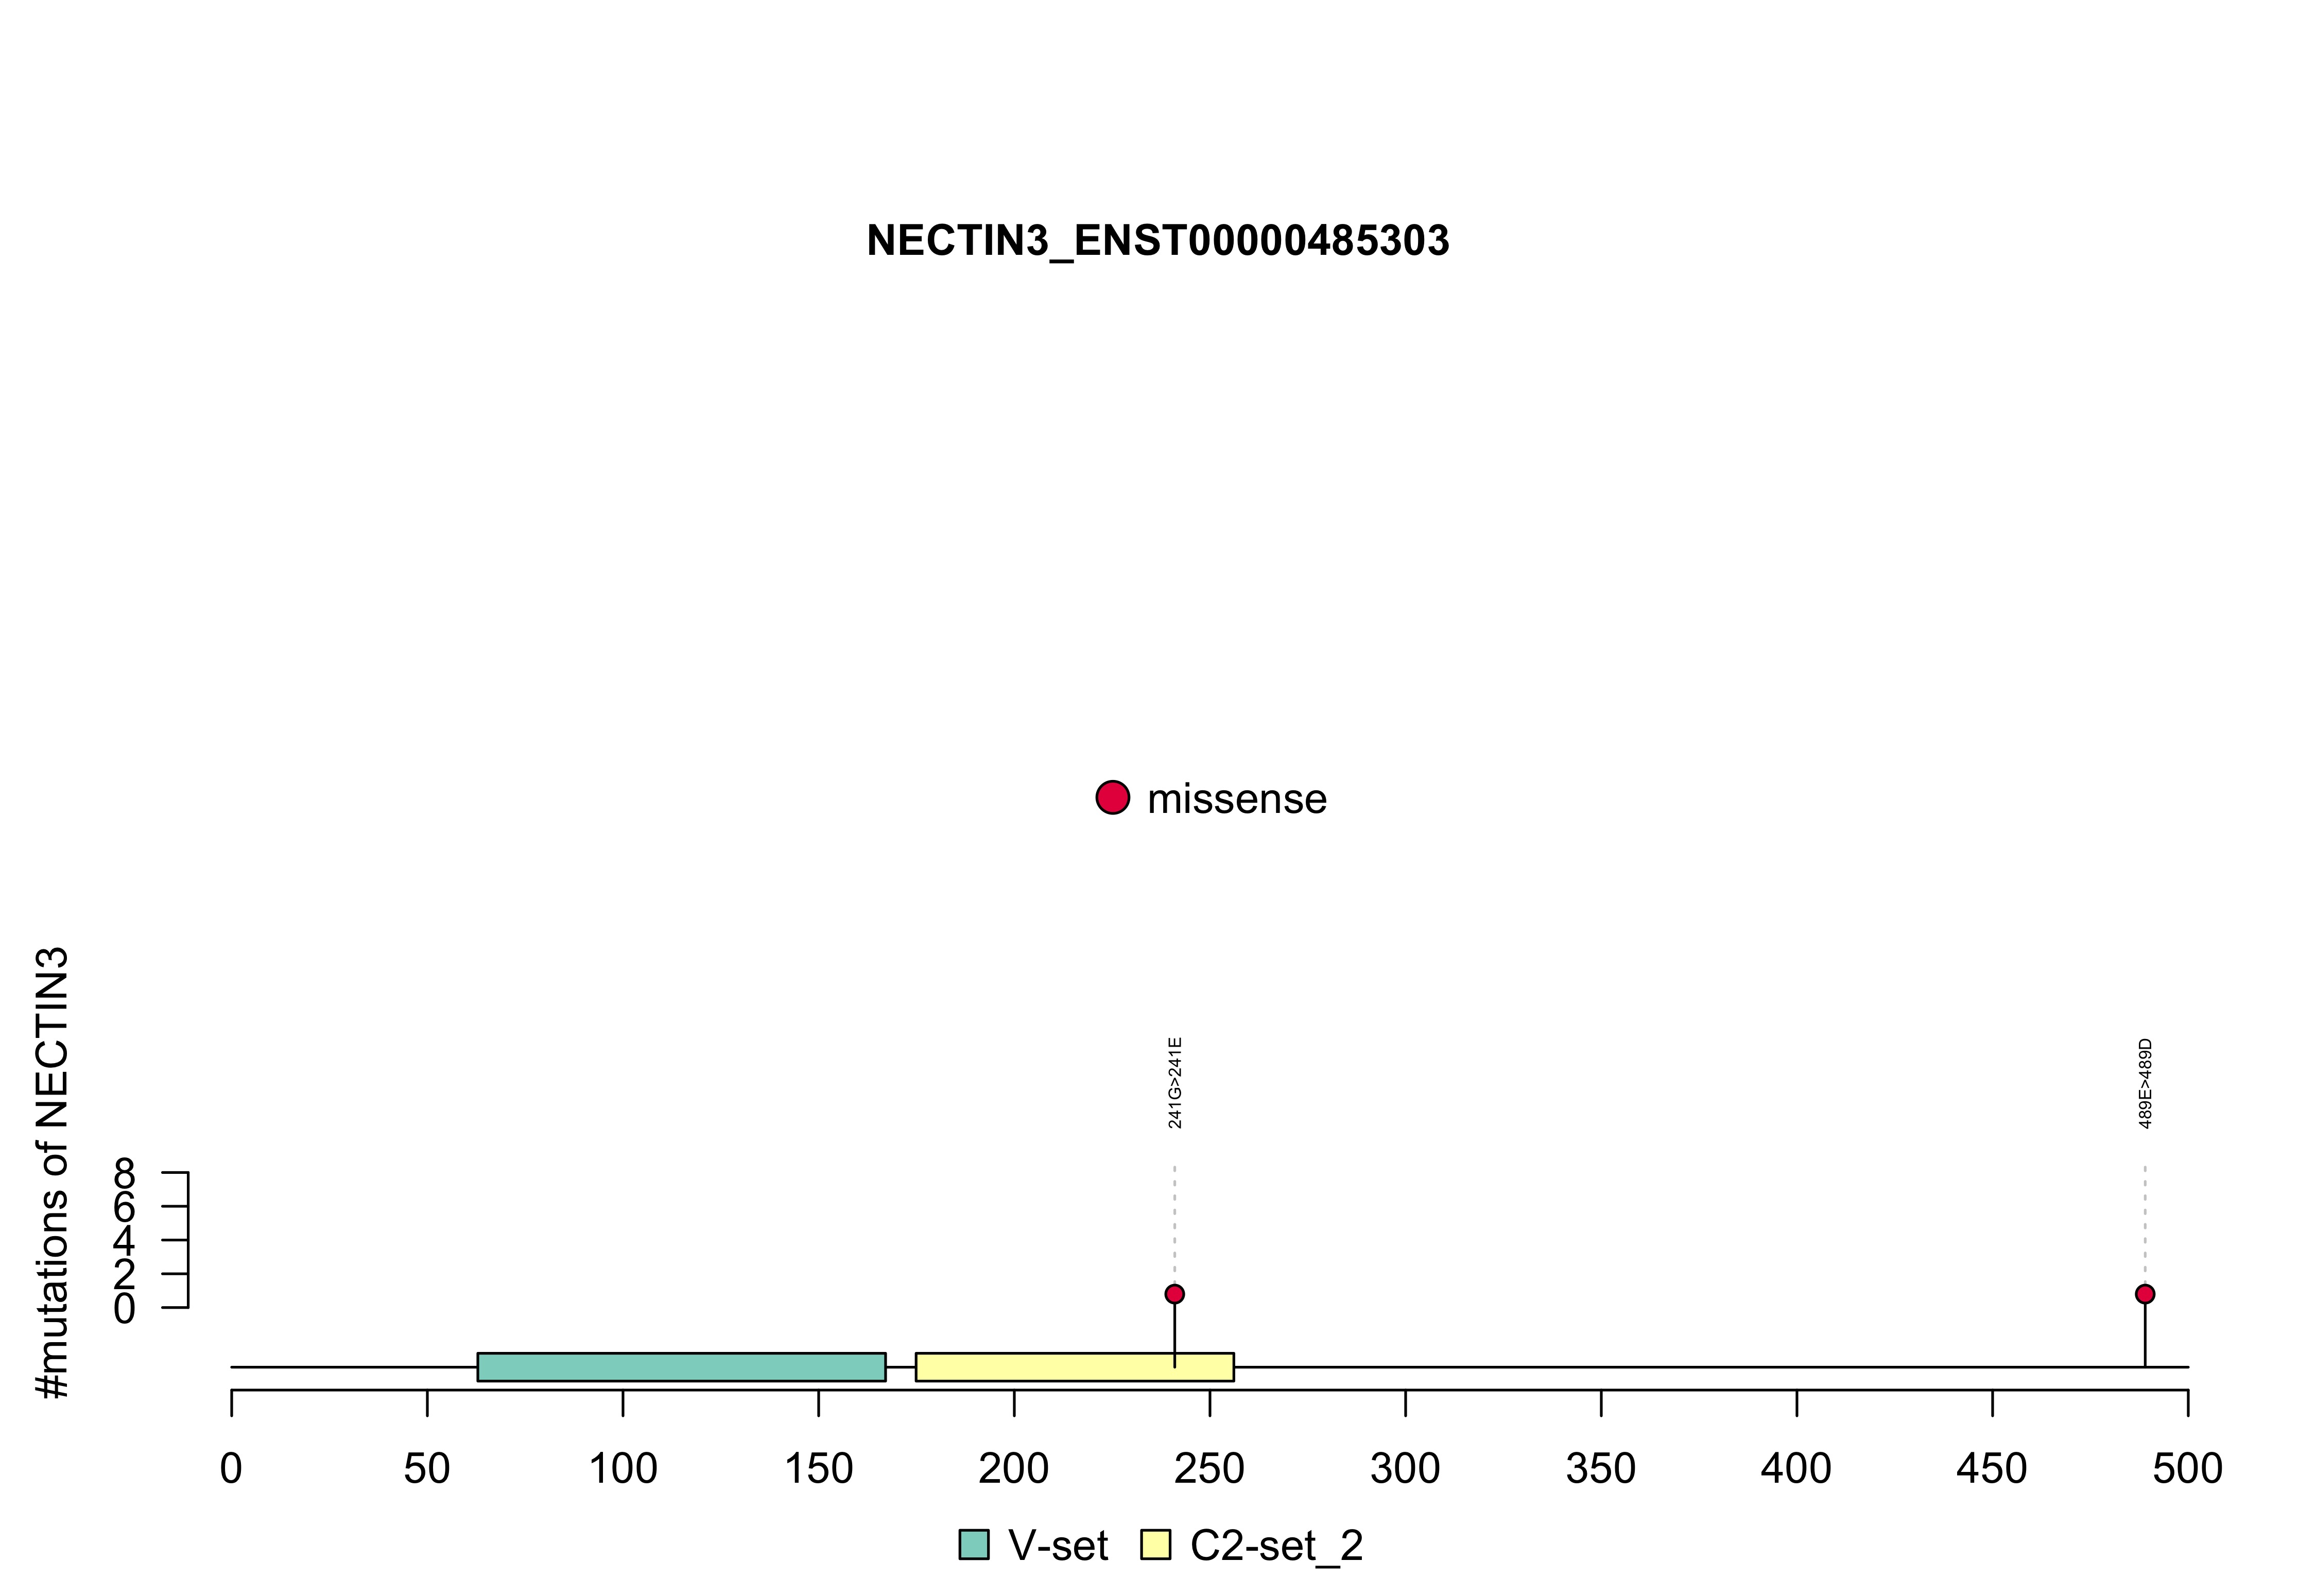 NECTIN3_ENST00000485303
missense
#mutations of NECTIN3
241G>241E
489E>489D
8
6
4
2
0
0 50 100 150 200 250 300 350 400 450 500
V-set C2-set_2